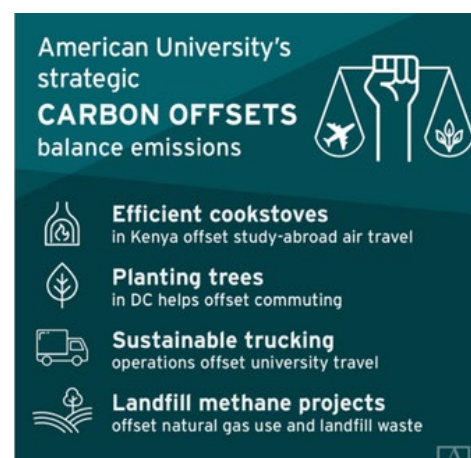 American University's
strategic
CARBON OFFSETS
balance emissions
Efficient cookstoves
in Kenya offset study-abroad air travel
Planting trees
in DC helps offset commuting
Sustainable trucking
operations offset university travel
Landfill methane projects
offset natural gas use and landfill waste